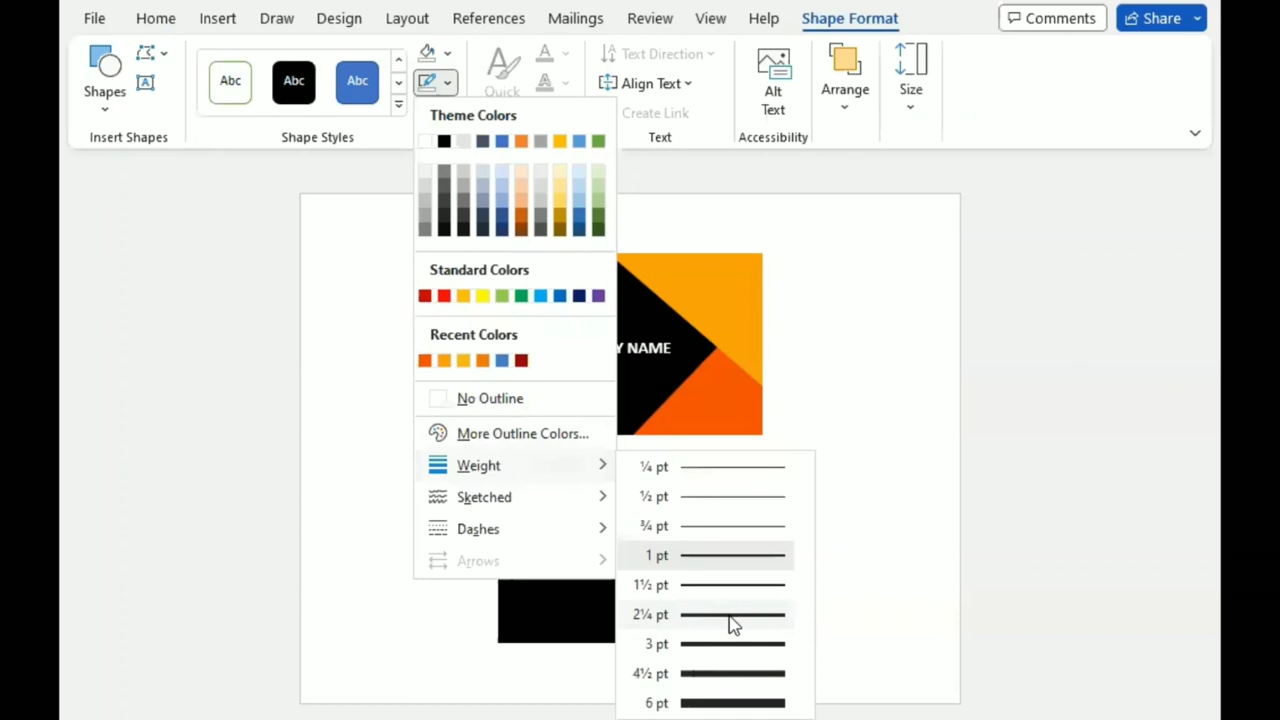 File Home Insert Draw Design Layout References Mailings Review View Help Shape Format Comments Share
Shapes
Abc Abc Abc
Quick
Text Direction
Align Text
Create Link
Alt
Text
Arrange
Size
Insert Shapes Shape Styles Text Accessibility
Theme Colors
Standard Colors
Recent Colors
No Outline
More Outline Colors...
Weight
Sketched
Dashes
Arrows
Y NAME
¼ pt
½ pt
¾ pt
1 pt
1½ pt
2¼ pt
3 pt
4½ pt
6 pt